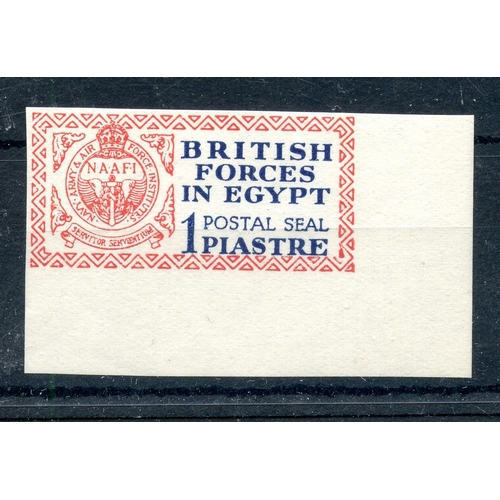 NAVY, ARMY & AIR FORCE INSTITUTES.
NAAFI
SERVITOR SERVIENTIUM
BRITISH
FORCES
IN EGYPT
1 POSTAL SEAL
PIASTRE